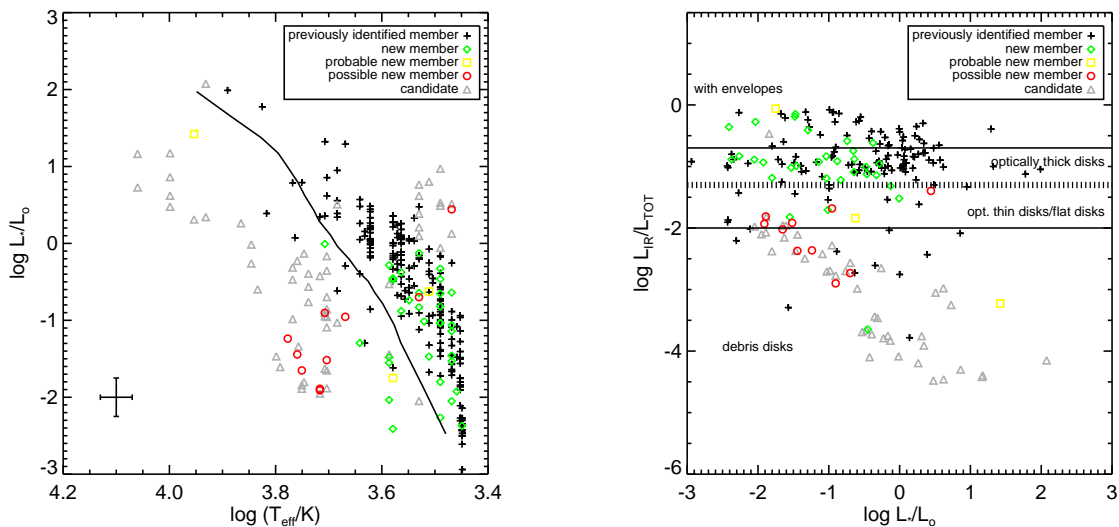 3
2
1
0
-1
-2
-3
4.2
4.0
3.8
3.6
3.4
log L*/Lo
log (Teff/K)
previously identified member
new member
probable new member
possible new member
candidate
0
-2
-4
-6
-3
-2
-1
0
1
2
3
log LIR/LTOT
log L*/Lo
previously identified member
new member
probable new member
possible new member
candidate
with envelopes
optically thick disks
opt. thin disks/flat disks
debris disks